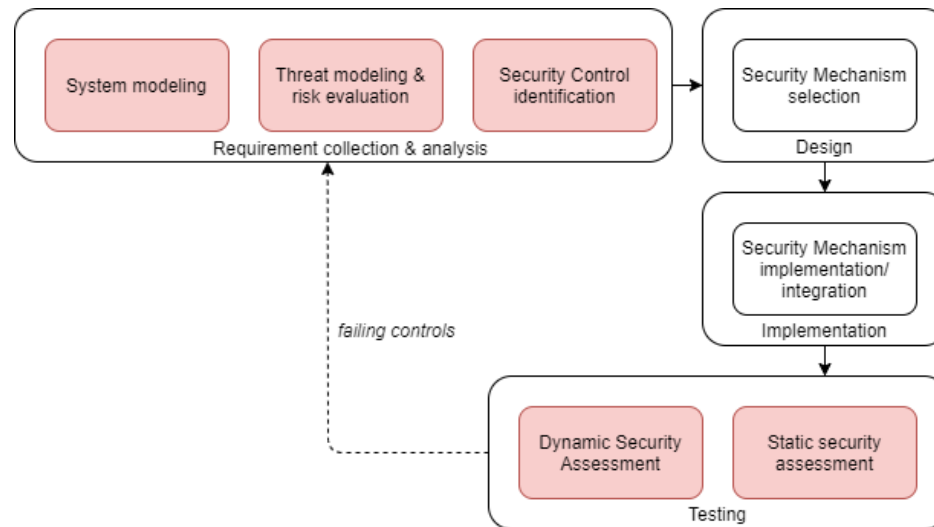 System modeling
Threat modeling &
risk evaluation
Security Control
identification
Requirement collection & analysis
Security Mechanism
selection
Design
Security Mechanism
implementation/
integration
Implementation
failing controls
Dynamic Security
Assessment
Static security
assessment
Testing